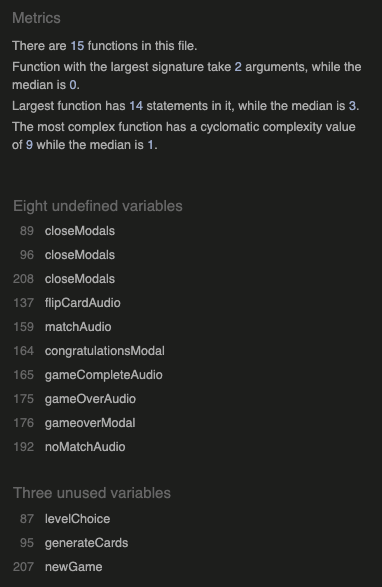 Metrics
There are 15 functions in this file.
Function with the largest signature take 2 arguments, while the
median is 0.
Largest function has 14 statements in it, while the median is 3.
The most complex function has a cyclomatic complexity value
of 9 while the median is 1.
Eight undefined variables
89 closeModals
96 closeModals
208 closeModals
137 flipCardAudio
159 matchAudio
164 congratulationsModal
165 gameCompleteAudio
175 gameOverAudio
176 gameoverModal
192 noMatchAudio
Three unused variables
87 levelChoice
95 generateCards
207 newGame